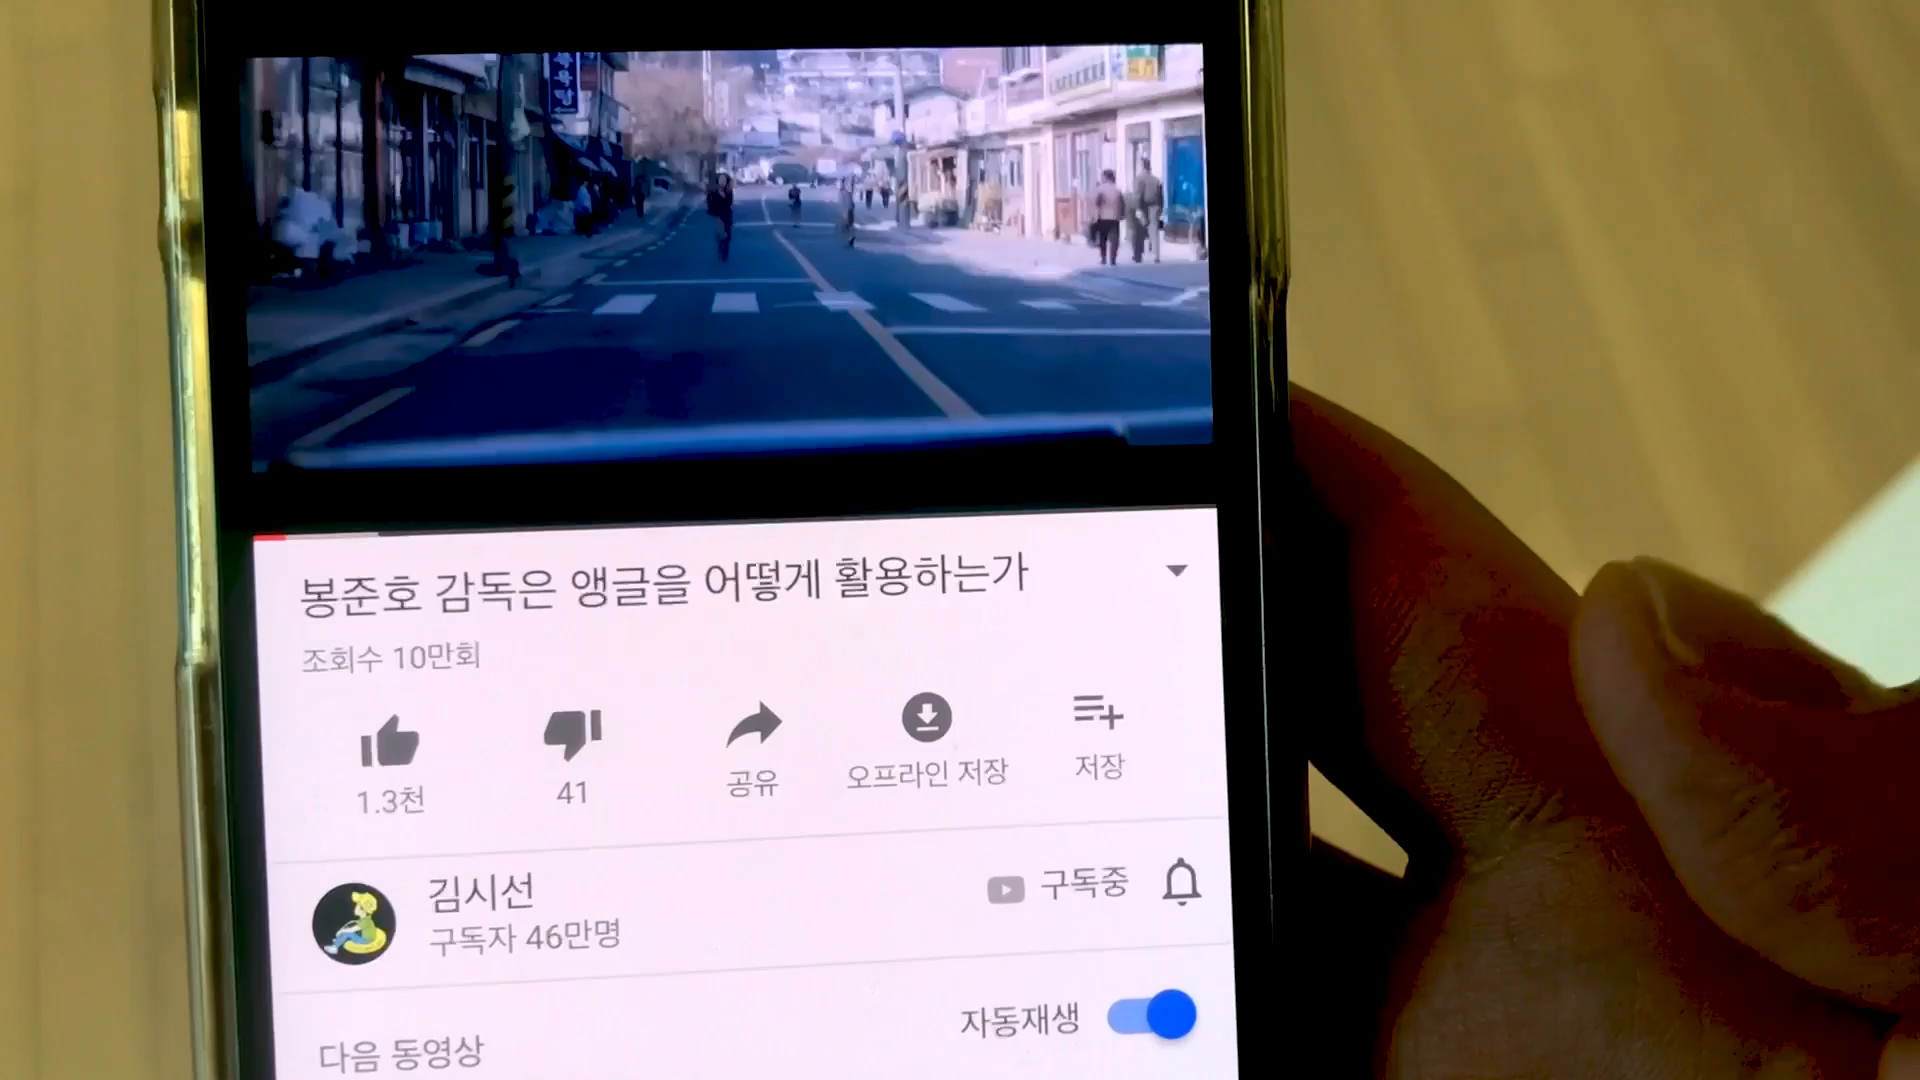 목욕탕
봉준호 감독은 앵글을 어떻게 활용하는가
조회수 10만회
1.3천
41
공유
오프라인 저장
저장
김시선
구독자 46만명
구독중
자동재생
다음 동영상